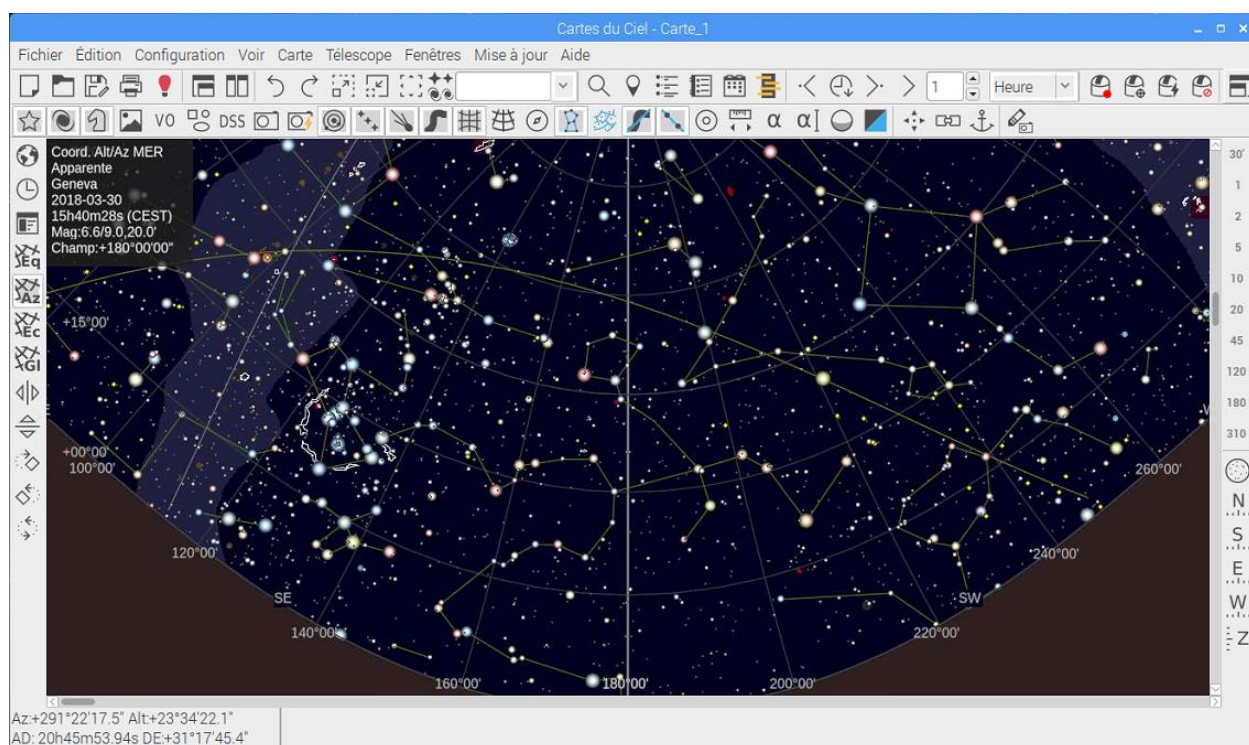 Cartes du Ciel - Carte_1
Fichier Édition Configuration Voir Carte Télescope Fenêtres Mise à jour Aide
1 Heure
VO DSS α α
Coord. Alt/Az MER
Apparente
Geneva
2018-03-30
15h40m28s (CEST)
Mag:6.6/9.0,20.0'
Champ:+180°00'00"
Eq
Az
Ec
Gl
30'
1
2
5
10
20
45
120
180
310
N
S
E
W
Z
+15°00'
+00°00'
100°00'
120°00'
SE
140°00'
160°00'
180°00'
200°00'
220°00'
SW
240°00'
260°00'
Az:+291°22'17.5" Alt:+23°34'22.1"
AD: 20h45m53.94s DE:+31°17'45.4"